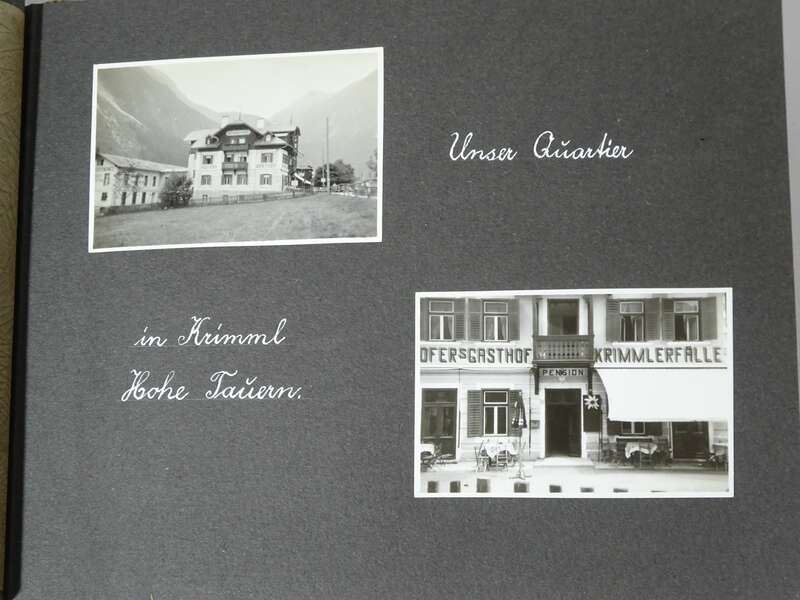 Unser Quartier
in Krimml
Hohe Tauern.
OFERSGASTHOF KRIMMLERFÄLLE
PENSION